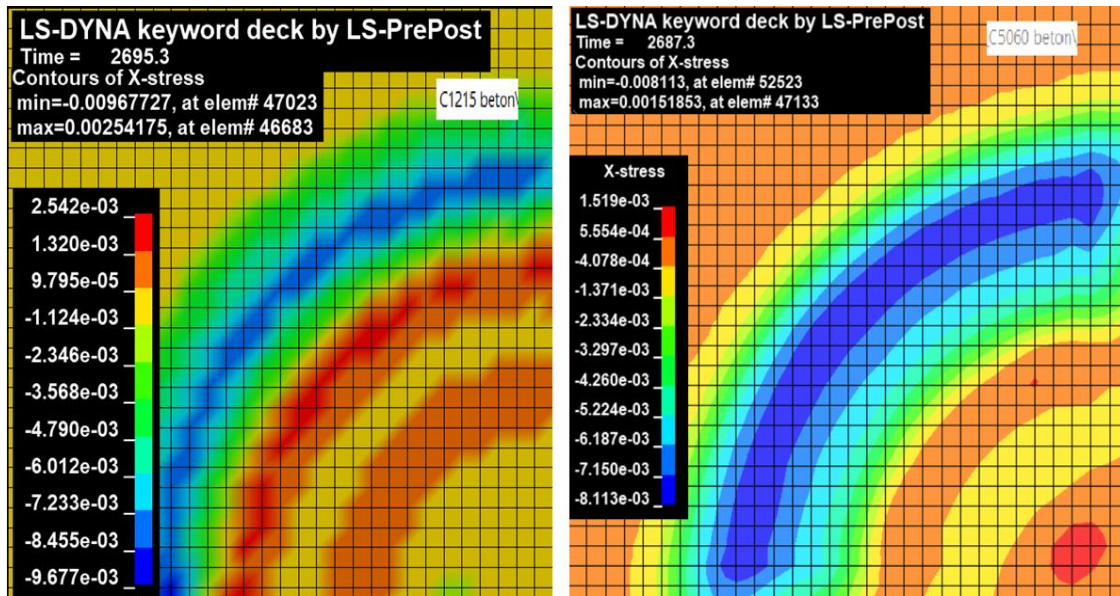 LS-DYNA keyword deck by LS-PrePost
Time = 2695.3
Contours of X-stress
min=-0.00967727, at elem# 47023
max=0.00254175, at elem# 46683
C1215 beton\
2.542e-03
1.320e-03
9.795e-05
-1.124e-03
-2.346e-03
-3.568e-03
-4.790e-03
-6.012e-03
-7.233e-03
-8.455e-03
-9.677e-03
LS-DYNA keyword deck by LS-PrePost
Time = 2687.3
Contours of X-stress
min=-0.008113, at elem# 52523
max=0.00151853, at elem# 47133
C5060 beton\
X-stress
1.519e-03
5.554e-04
-4.078e-04
-1.371e-03
-2.334e-03
-3.297e-03
-4.260e-03
-5.224e-03
-6.187e-03
-7.150e-03
-8.113e-03